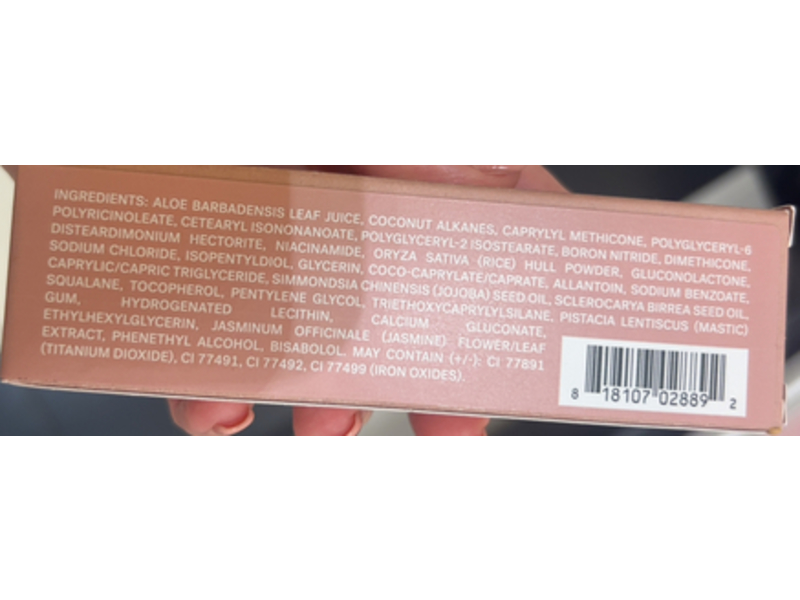 INGREDIENTS: ALOE BARBADENSIS LEAF JUICE, COCONUT ALKANES, CAPRYLYL METHICONE, POLYGLYCERYL-6
POLYRICINOLEATE, CETEARYL ISONONANOATE, POLYGLYCERYL-2 ISOSTEARATE, BORON NITRIDE, DIMETHICONE,
DISTEARDIMONIUM HECTORITE, NIACINAMIDE, ORYZA SATIVA (RICE) HULL POWDER, GLUCONOLACTONE,
SODIUM CHLORIDE, ISOPENTYLDIOL, GLYCERIN, COCO-CAPRYLATE/CAPRATE, ALLANTOIN, SODIUM BENZOATE,
CAPRYLIC/CAPRIC TRIGLYCERIDE, SIMMONDSIA CHINENSIS (JOJOBA) SEED OIL, SCLEROCARYA BIRREA SEED OIL,
SQUALANE, TOCOPHEROL, PENTYLENE GLYCOL, TRIETHOXYCAPRYLYLSILANE. PISTACIA LENTISCUS (MASTIC)
GUM, HYDROGENATED LECITHIN, CALCIUM GLUCONATE,
ETHYLHEXYLGLYCERIN, JASMINUM OFFICINALE (JASMINE) FLOWER/LEAF
EXTRACT, PHENETHYL ALCOHOL, BISABOLOL. MAY CONTAIN (+/-): CI 77891
(TITANIUM DIOXIDE), CI 77491, CI 77492, CI 77499 (IRON OXIDES).
8 18107 02889 2